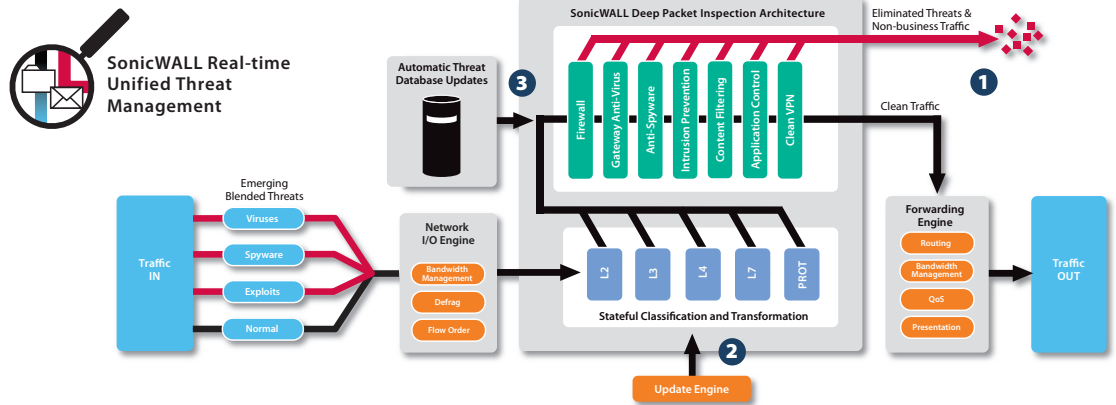 SonicWALL Real-time
Unified Threat
Management
SonicWALL Deep Packet Inspection Architecture
Eliminated Threats &
Non-business Traffic
1
Automatic Threat
Database Updates
3
Firewall
Gateway Anti-Virus
Anti-Spyware
Intrusion Prevention
Content Filtering
Application Control
Clean VPN
Clean Traffic
Emerging
Blended Threats
Traffic
IN
Viruses
Spyware
Exploits
Normal
Network
I/O Engine
Bandwidth
Management
Defrag
Flow Order
L2
L3
L4
L7
PROT
Stateful Classification and Transformation
2
Update Engine
Forwarding
Engine
Routing
Bandwidth
Management
QoS
Presentation
Traffic
OUT